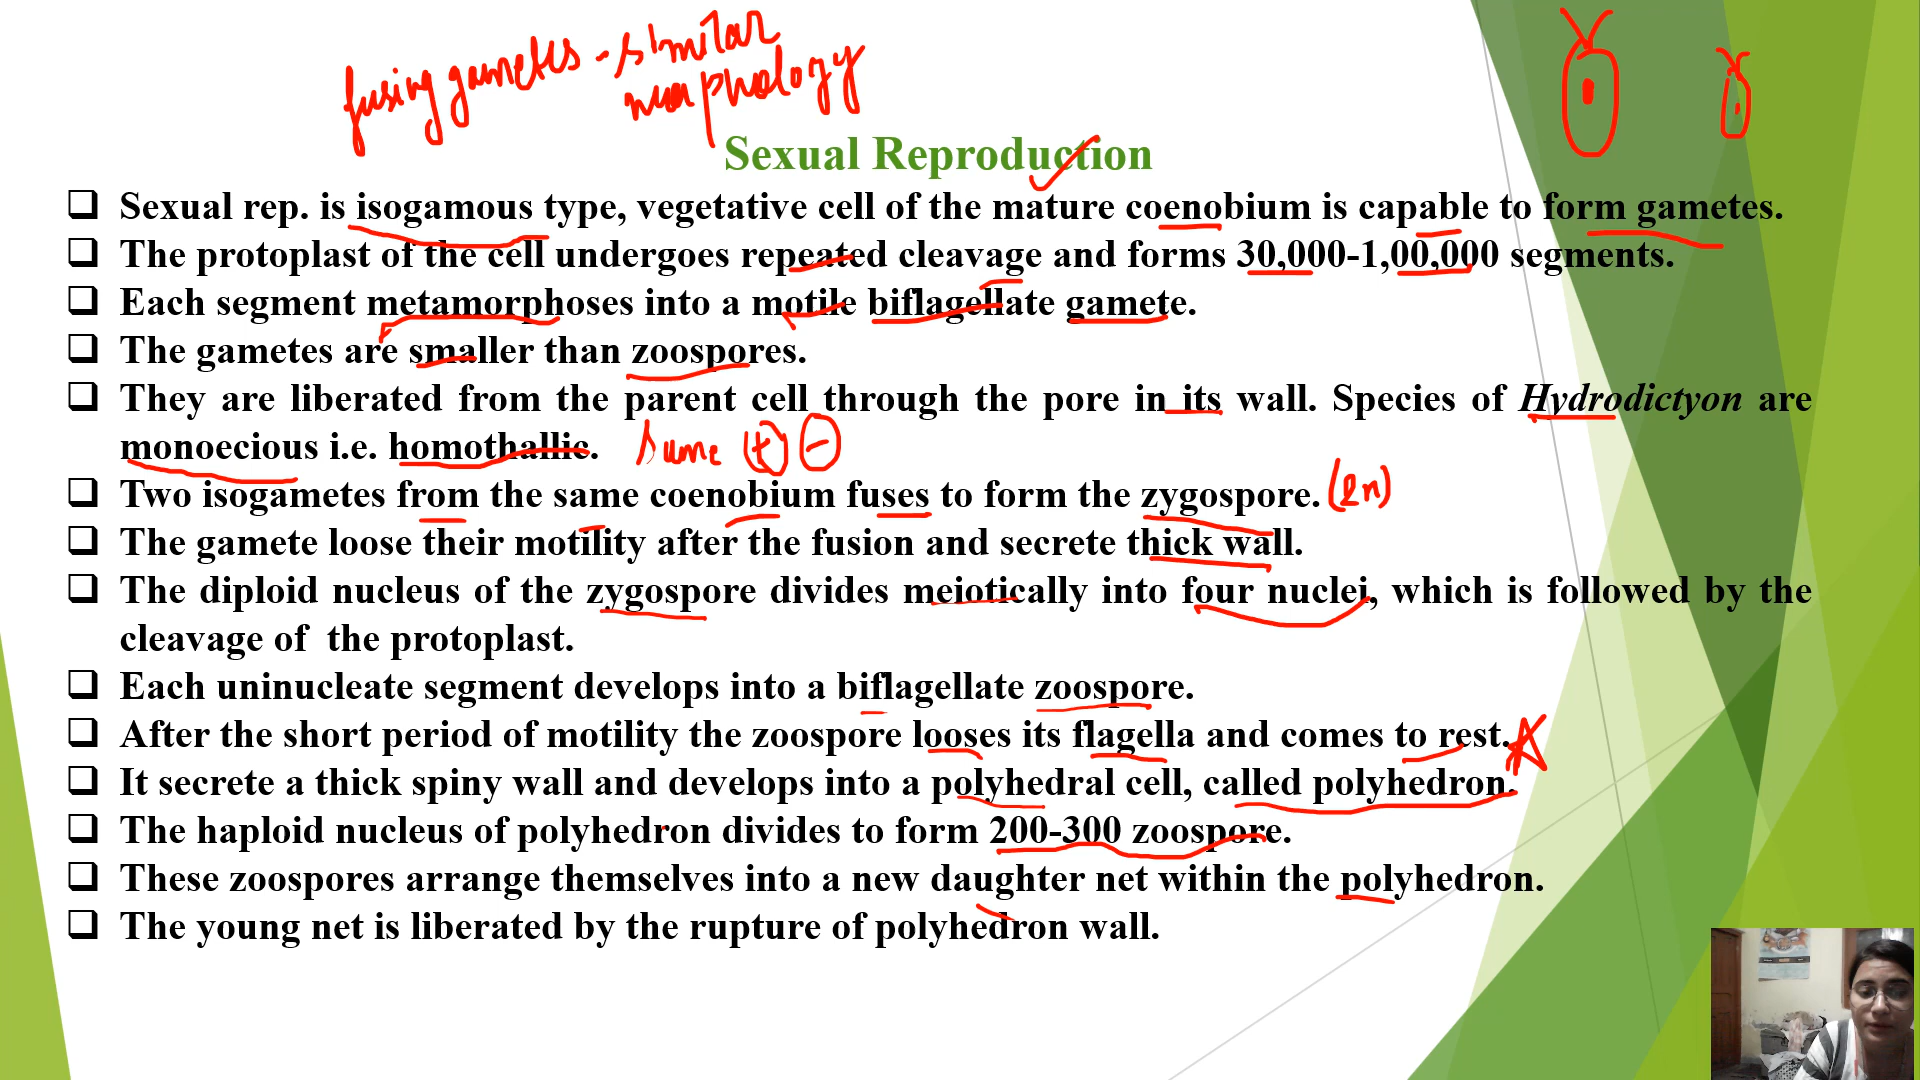 fusing gametes - similar
morphology
Sexual Reproduction
❑ Sexual rep. is isogamous type, vegetative cell of the mature coenobium is capable to form gametes.
❑ The protoplast of the cell undergoes repeated cleavage and forms 30,000-1,00,000 segments.
❑ Each segment metamorphoses into a motile biflagellate gamete.
❑ The gametes are smaller than zoospores.
❑ They are liberated from the parent cell through the pore in its wall. Species of Hydrodictyon are
monoecious i.e. homothallic. Same + -
❑ Two isogametes from the same coenobium fuses to form the zygospore. (2n)
❑ The gamete loose their motility after the fusion and secrete thick wall.
❑ The diploid nucleus of the zygospore divides meiotically into four nuclei, which is followed by the
cleavage of the protoplast.
❑ Each uninucleate segment develops into a biflagellate zoospore.
❑ After the short period of motility the zoospore looses its flagella and comes to rest.
❑ It secrete a thick spiny wall and develops into a polyhedral cell, called polyhedron.
❑ The haploid nucleus of polyhedron divides to form 200-300 zoospore.
❑ These zoospores arrange themselves into a new daughter net within the polyhedron.
❑ The young net is liberated by the rupture of polyhedron wall.